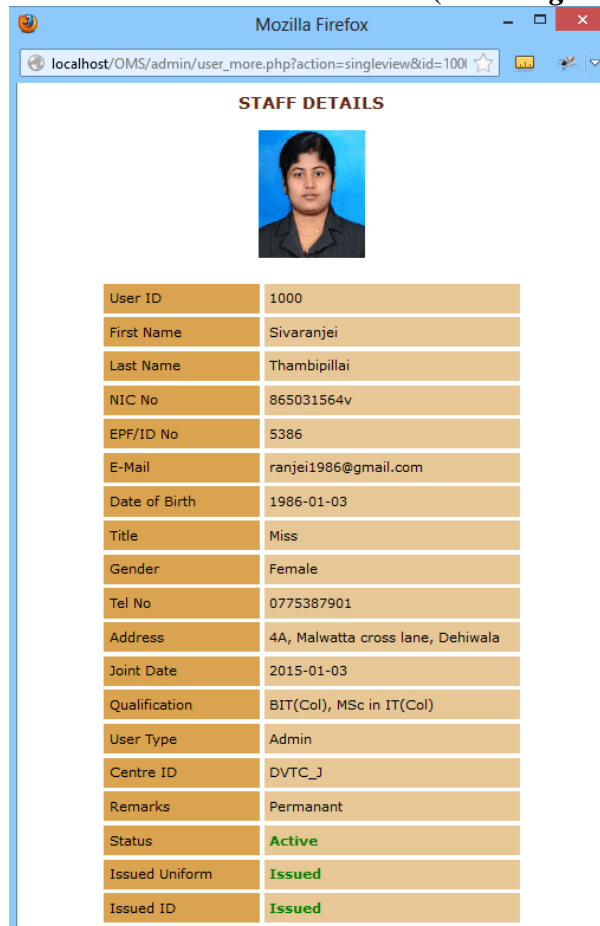 Mozilla Firefox
localhost/OMS/admin/user_more.php?action=singleview&id=100
STAFF DETAILS
User ID 1000
First Name Sivaranjei
Last Name Thambipillai
NIC No 865031564v
EPF/ID No 5386
E-Mail ranjei1986@gmail.com
Date of Birth 1986-01-03
Title Miss
Gender Female
Tel No 0775387901
Address 4A, Malwatta cross lane, Dehiwala
Joint Date 2015-01-03
Qualification BIT(Col), MSc in IT(Col)
User Type Admin
Centre ID DVTC_J
Remarks Permanant
Status Active
Issued Uniform Issued
Issued ID Issued